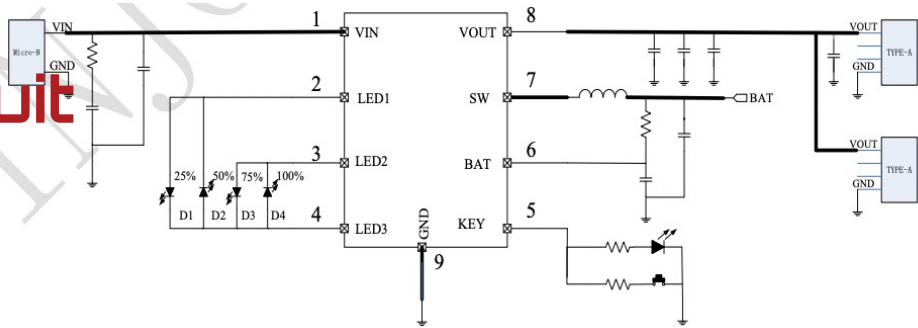 1
8
VIN
VIN
VOUT
VOUT
Micro-B
TYPE-A
GND
GND
2
7
LED1
SW
BAT
uit
3
6
LED2
BAT
VOUT
25%
50%
75%
100%
TYPE-A
GND
4
5
D1
D2
D3
D4
LED3
GND
KEY
9